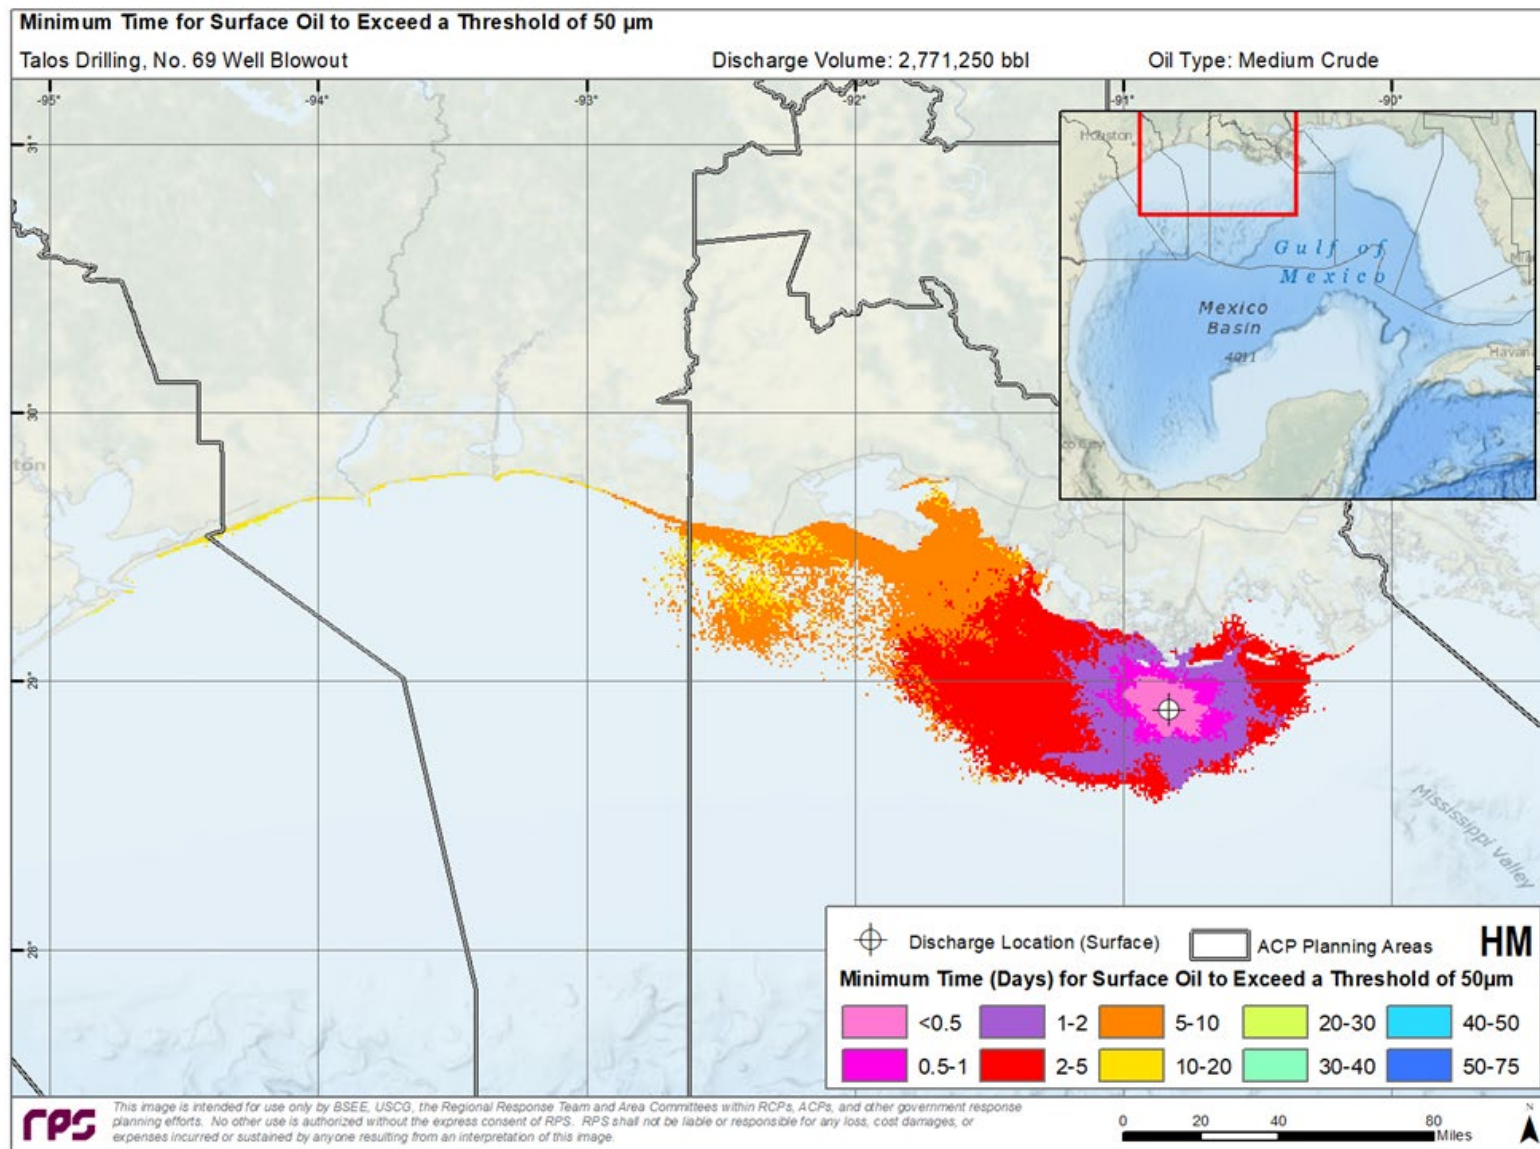 Minimum Time for Surface Oil to Exceed a Threshold of 50 µm
Talos Drilling, No. 69 Well Blowout
Discharge Volume: 2,771,250 bbl
Oil Type: Medium Crude
-95°
-94°
-93°
-92°
-91°
-90°
31°
30°
29°
28°
ton
Houston
Gulf of
Mexico
Mexico
Basin
4011
Havan
Mississippi Valley
Discharge Location (Surface)
ACP Planning Areas
HM
Minimum Time (Days) for Surface Oil to Exceed a Threshold of 50µm
<0.5
1-2
5-10
20-30
40-50
0.5-1
2-5
10-20
30-40
50-75
rps
This image is intended for use only by BSEE, USCG, the Regional Response Team and Area Committees within RCPs, ACPs, and other government response
planning efforts. No other use is authorized without the express consent of RPS. RPS shall not be liable or responsible for any loss, cost damages, or
expenses incurred or sustained by anyone resulting from an interpretation of this image.
0 20 40 80
Miles
N